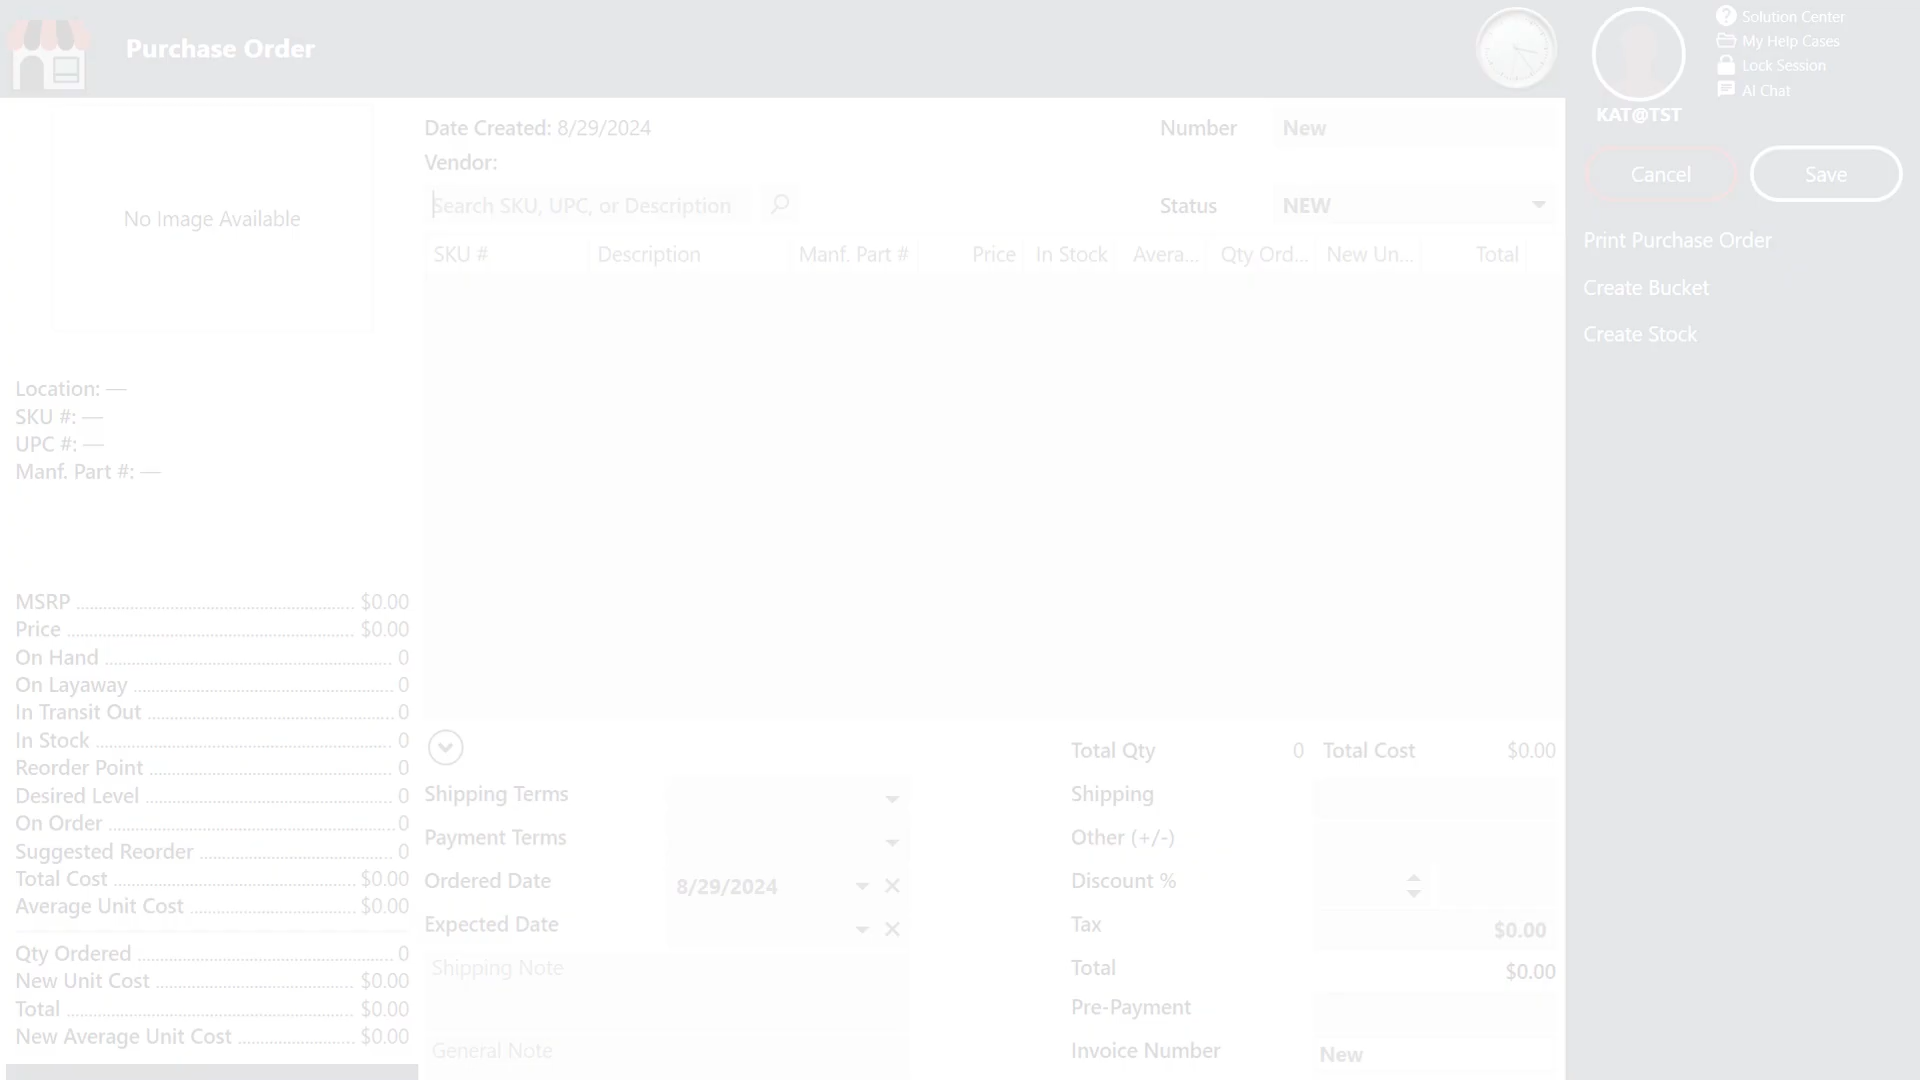 Purchase Order
Solution Center
My Help Cases
Lock Session
AI Chat
KAT@TST
Cancel
Save
Print Purchase Order
Create Bucket
Create Stock
No Image Available
Location: —
SKU #: —
UPC #: —
Manf. Part #: —
MSRP $0.00
Price $0.00
On Hand 0
On Layaway 0
In Transit Out 0
In Stock 0
Reorder Point 0
Desired Level 0
On Order 0
Suggested Reorder 0
Total Cost $0.00
Average Unit Cost $0.00
Qty Ordered 0
New Unit Cost $0.00
Total $0.00
New Average Unit Cost $0.00
Date Created: 8/29/2024
Number New
Vendor:
Search SKU, UPC, or Description
Status NEW
SKU # Description Manf. Part # Price In Stock Avera... Qty Ord... New Un... Total
Total Qty 0 Total Cost $0.00
Shipping Terms
Payment Terms
Ordered Date 8/29/2024
Expected Date
Shipping Note
General Note
Shipping
Other (+/-)
Discount %
Tax $0.00
Total $0.00
Pre-Payment
Invoice Number New